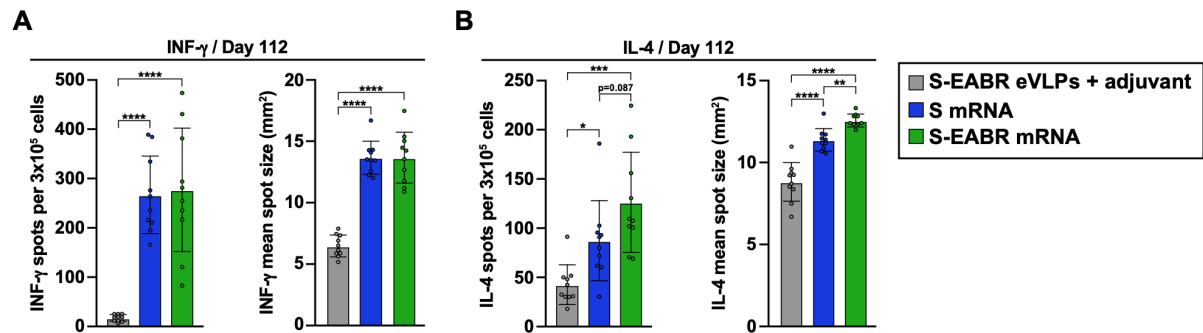 A
INF-γ / Day 112
INF-γ spots per 3x10⁵ cells
500
400
300
200
100
0
****
****
INF-γ mean spot size (mm²)
20
15
10
5
0
****
****
B
IL-4 / Day 112
IL-4 spots per 3x10⁵ cells
250
200
150
100
50
0
***
p=0.087
*
IL-4 mean spot size (mm²)
15
10
5
0
****
**
****
S-EABR eVLPs + adjuvant
S mRNA
S-EABR mRNA